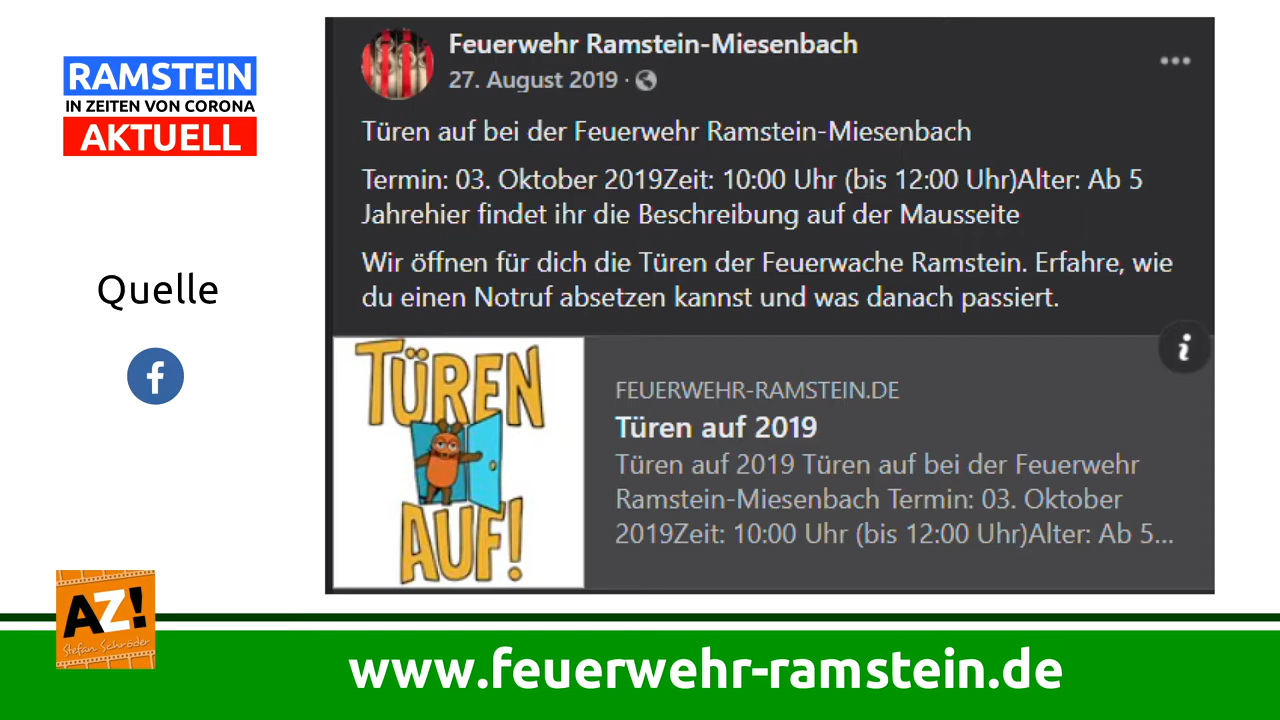 RAMSTEIN
IN ZEITEN VON CORONA
AKTUELL
Quelle
Feuerwehr Ramstein-Miesenbach
27. August 2019 ·
Türen auf bei der Feuerwehr Ramstein-Miesenbach
Termin: 03. Oktober 2019Zeit: 10:00 Uhr (bis 12:00 Uhr)Alter: Ab 5
Jahrehier findet ihr die Beschreibung auf der Mausseite
Wir öffnen für dich die Türen der Feuerwache Ramstein. Erfahre, wie
du einen Notruf absetzen kannst und was danach passiert.
TÜREN
AUF!
FEUERWEHR-RAMSTEIN.DE
Türen auf 2019
Türen auf 2019 Türen auf bei der Feuerwehr
Ramstein-Miesenbach Termin: 03. Oktober
2019Zeit: 10:00 Uhr (bis 12:00 Uhr)Alter: Ab 5...
AZ!
Stefan Schröder
www.feuerwehr-ramstein.de